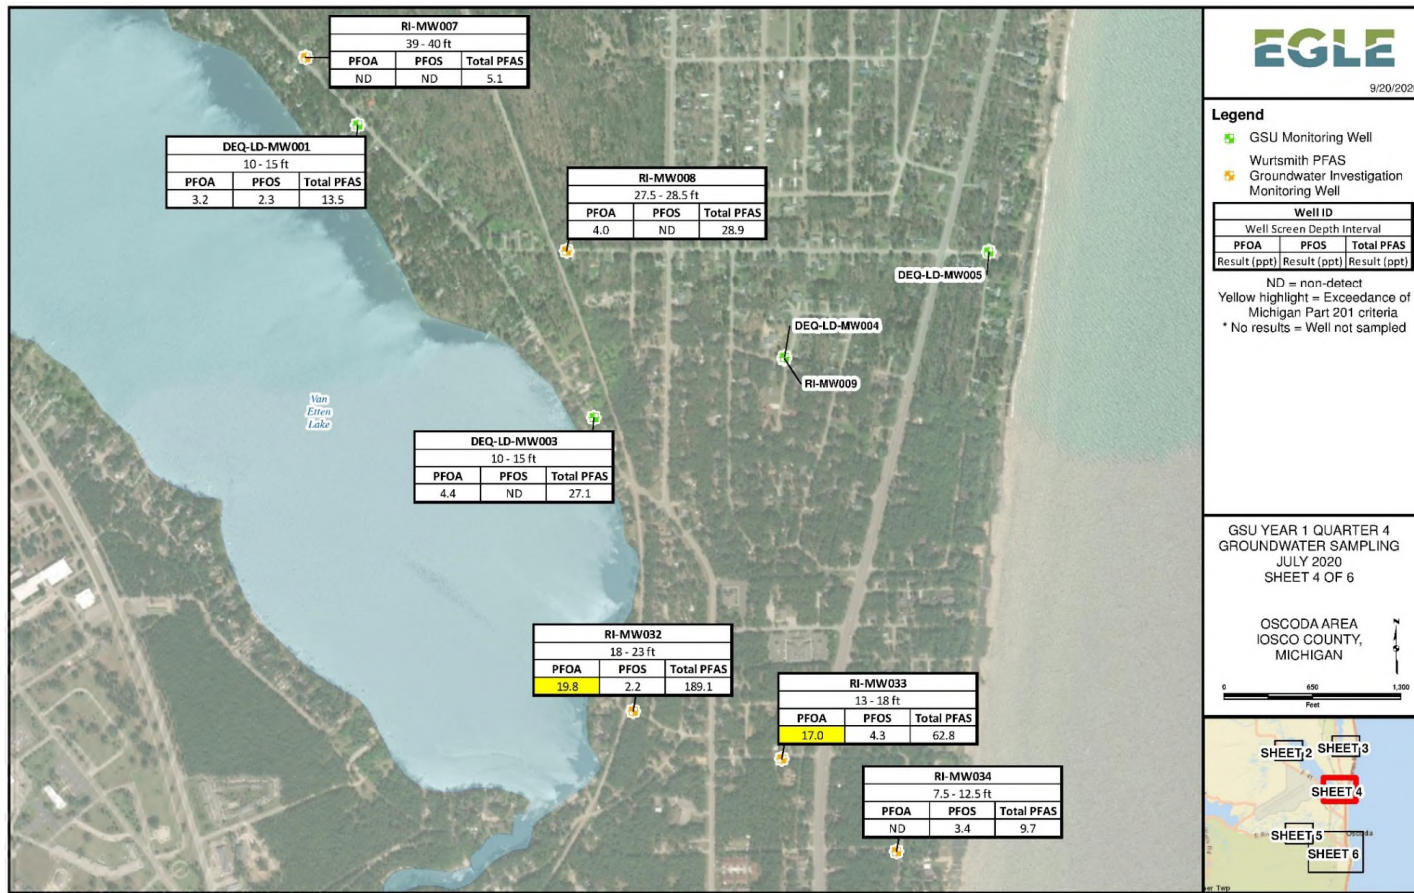 RI-MW007
39 - 40 ft
PFOA PFOS Total PFAS
ND ND 5.1
DEQ-LD-MW001
10 - 15 ft
PFOA PFOS Total PFAS
3.2 2.3 13.5
RI-MW008
27.5 - 28.5 ft
PFOA PFOS Total PFAS
4.0 ND 28.9
DEQ-LD-MW005
DEQ-LD-MW004
RI-MW009
Van
Etten
Lake
DEQ-LD-MW003
10 - 15 ft
PFOA PFOS Total PFAS
4.4 ND 27.1
RI-MW032
18 - 23 ft
PFOA PFOS Total PFAS
19.8 2.2 189.1
RI-MW033
13 - 18 ft
PFOA PFOS Total PFAS
17.0 4.3 62.8
RI-MW034
7.5 - 12.5 ft
PFOA PFOS Total PFAS
ND 3.4 9.7
EGLE
9/20/2020
Legend
GSU Monitoring Well
Wurtsmith PFAS
Groundwater Investigation
Monitoring Well
Well ID
Well Screen Depth Interval
PFOA PFOS Total PFAS
Result (ppt) Result (ppt) Result (ppt)
ND = non-detect
Yellow highlight = Exceedance of
Michigan Part 201 criteria
* No results = Well not sampled
GSU YEAR 1 QUARTER 4
GROUNDWATER SAMPLING
JULY 2020
SHEET 4 OF 6
OSCODA AREA
IOSCO COUNTY,
MICHIGAN
N
0 650 1,300
Feet
SHEET 2
SHEET 3
SHEET 4
SHEET 5
Oscoda
SHEET 6